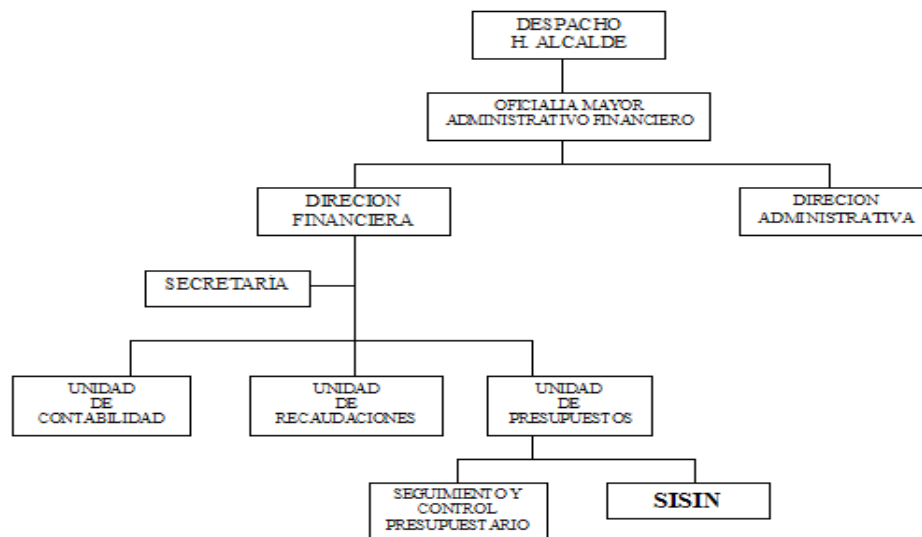 DESPACHO
H. ALCALDE
OFICIALIA MAYOR
ADMINISTRATIVO FINANCIERO
DIRECION
FINANCIERA
DIRECION
ADMINISTRATIVA
SECRETARÍA
UNIDAD
DE
CONTABILIDAD
UNIDAD
DE
RECAUDACIONES
UNIDAD
DE
PRESUPUESTOS
SEGUIMIENTO Y
CONTROL
PRESUPUESTARIO
SISIN